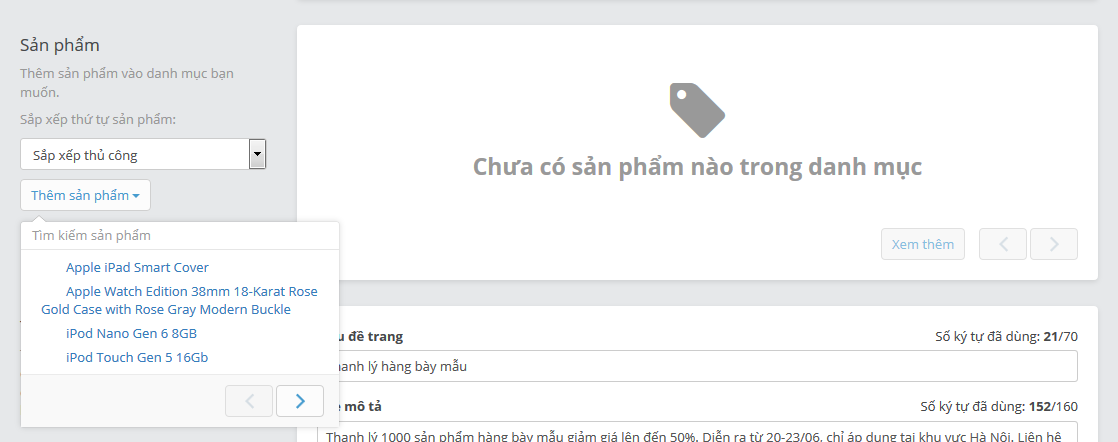 Sản phẩm
Thêm sản phẩm vào danh mục bạn
muốn.
Sắp xếp thứ tự sản phẩm:
Sắp xếp thủ công
Thêm sản phẩm
Tìm kiếm sản phẩm
Apple iPad Smart Cover
Apple Watch Edition 38mm 18-Karat Rose
Gold Case with Rose Gray Modern Buckle
iPod Nano Gen 6 8GB
iPod Touch Gen 5 16Gb
Chưa có sản phẩm nào trong danh mục
Xem thêm
đề trang
Số ký tự đã dùng: 21/70
lý hàng bày mẫu
mô tả
Số ký tự đã dùng: 152/160
Thanh lý 1000 sản phẩm hàng bày mẫu giảm giá lên đến 50%. Diễn ra từ 20-23/06, chỉ áp dụng tại khu vực Hà Nội. Liên hệ